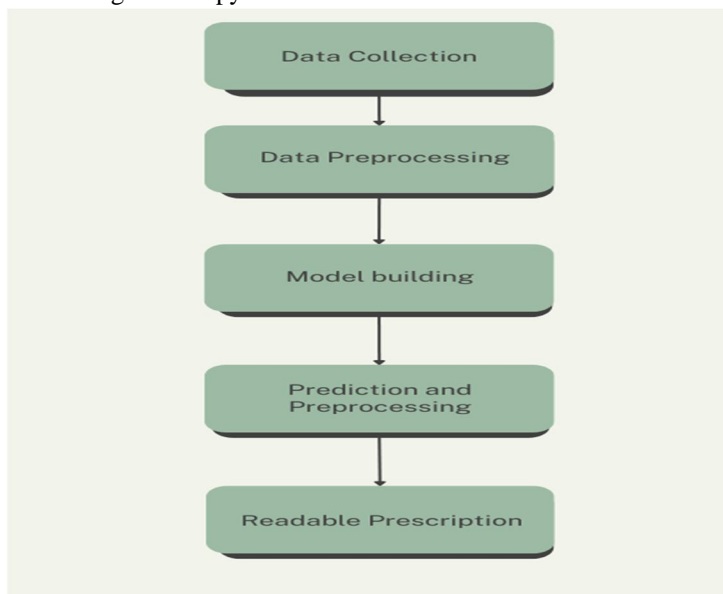 Data Collection
Data Preprocessing
Model building
Prediction and
Preprocessing
Readable Prescription